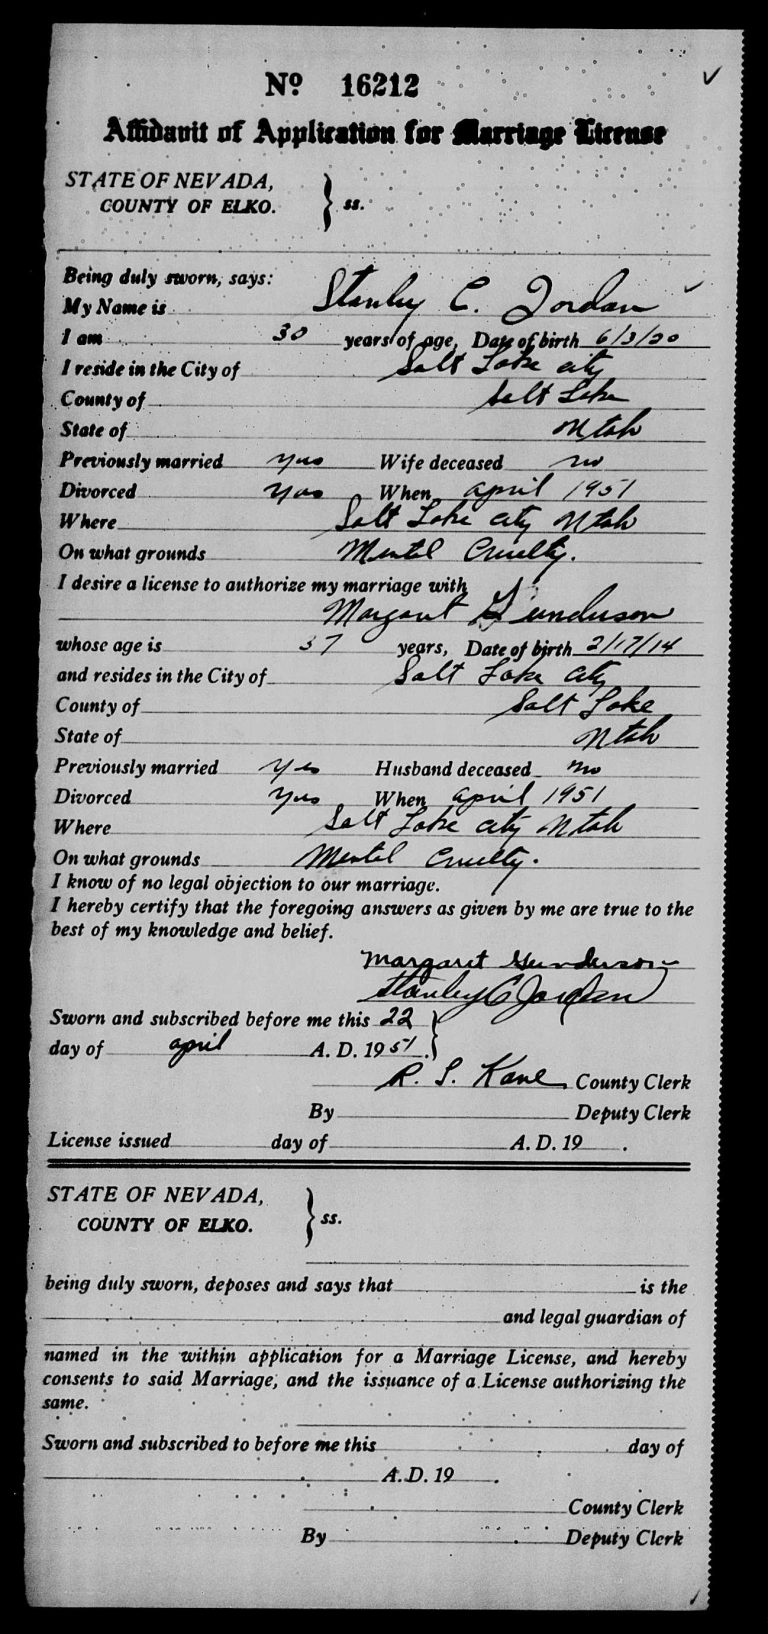 Nº 16212
Affidavit of Application for Marriage License
STATE OF NEVADA,
COUNTY OF ELKO. } ss.
Being duly sworn, says:
My Name is Stanley C. Jordan
I am 30 years of age, Date of birth 6/3/20
I reside in the City of Salt Lake City
County of Salt Lake
State of Utah
Previously married yes Wife deceased no
Divorced Yes When april 1951
Where Salt Lake City Utah
On what grounds Mental Cruelty.
I desire a license to authorize my marriage with
Margaret Gunderson
whose age is 37 years, Date of birth 2/17/14
and resides in the City of Salt Lake City
County of Salt Lake
State of Utah
Previously married yes Husband deceased no
Divorced yes When april 1951
Where Salt Lake City Utah
On what grounds Mental Cruelty.
I know of no legal objection to our marriage.
I hereby certify that the foregoing answers as given by me are true to the
best of my knowledge and belief.
Margaret Gunderson
Stanley C Jordan
Sworn and subscribed before me this 22
day of april A. D. 1951. }
R. S. Kane County Clerk
By Deputy Clerk
License issued day of A. D. 19 .
STATE OF NEVADA,
COUNTY OF ELKO. } ss.
being duly sworn, deposes and says that is the
and legal guardian of
named in the within application for a Marriage License, and hereby
consents to said Marriage, and the issuance of a License authorizing the
same.
Sworn and subscribed to before me this day of
A.D. 19 .
County Clerk
By Deputy Clerk